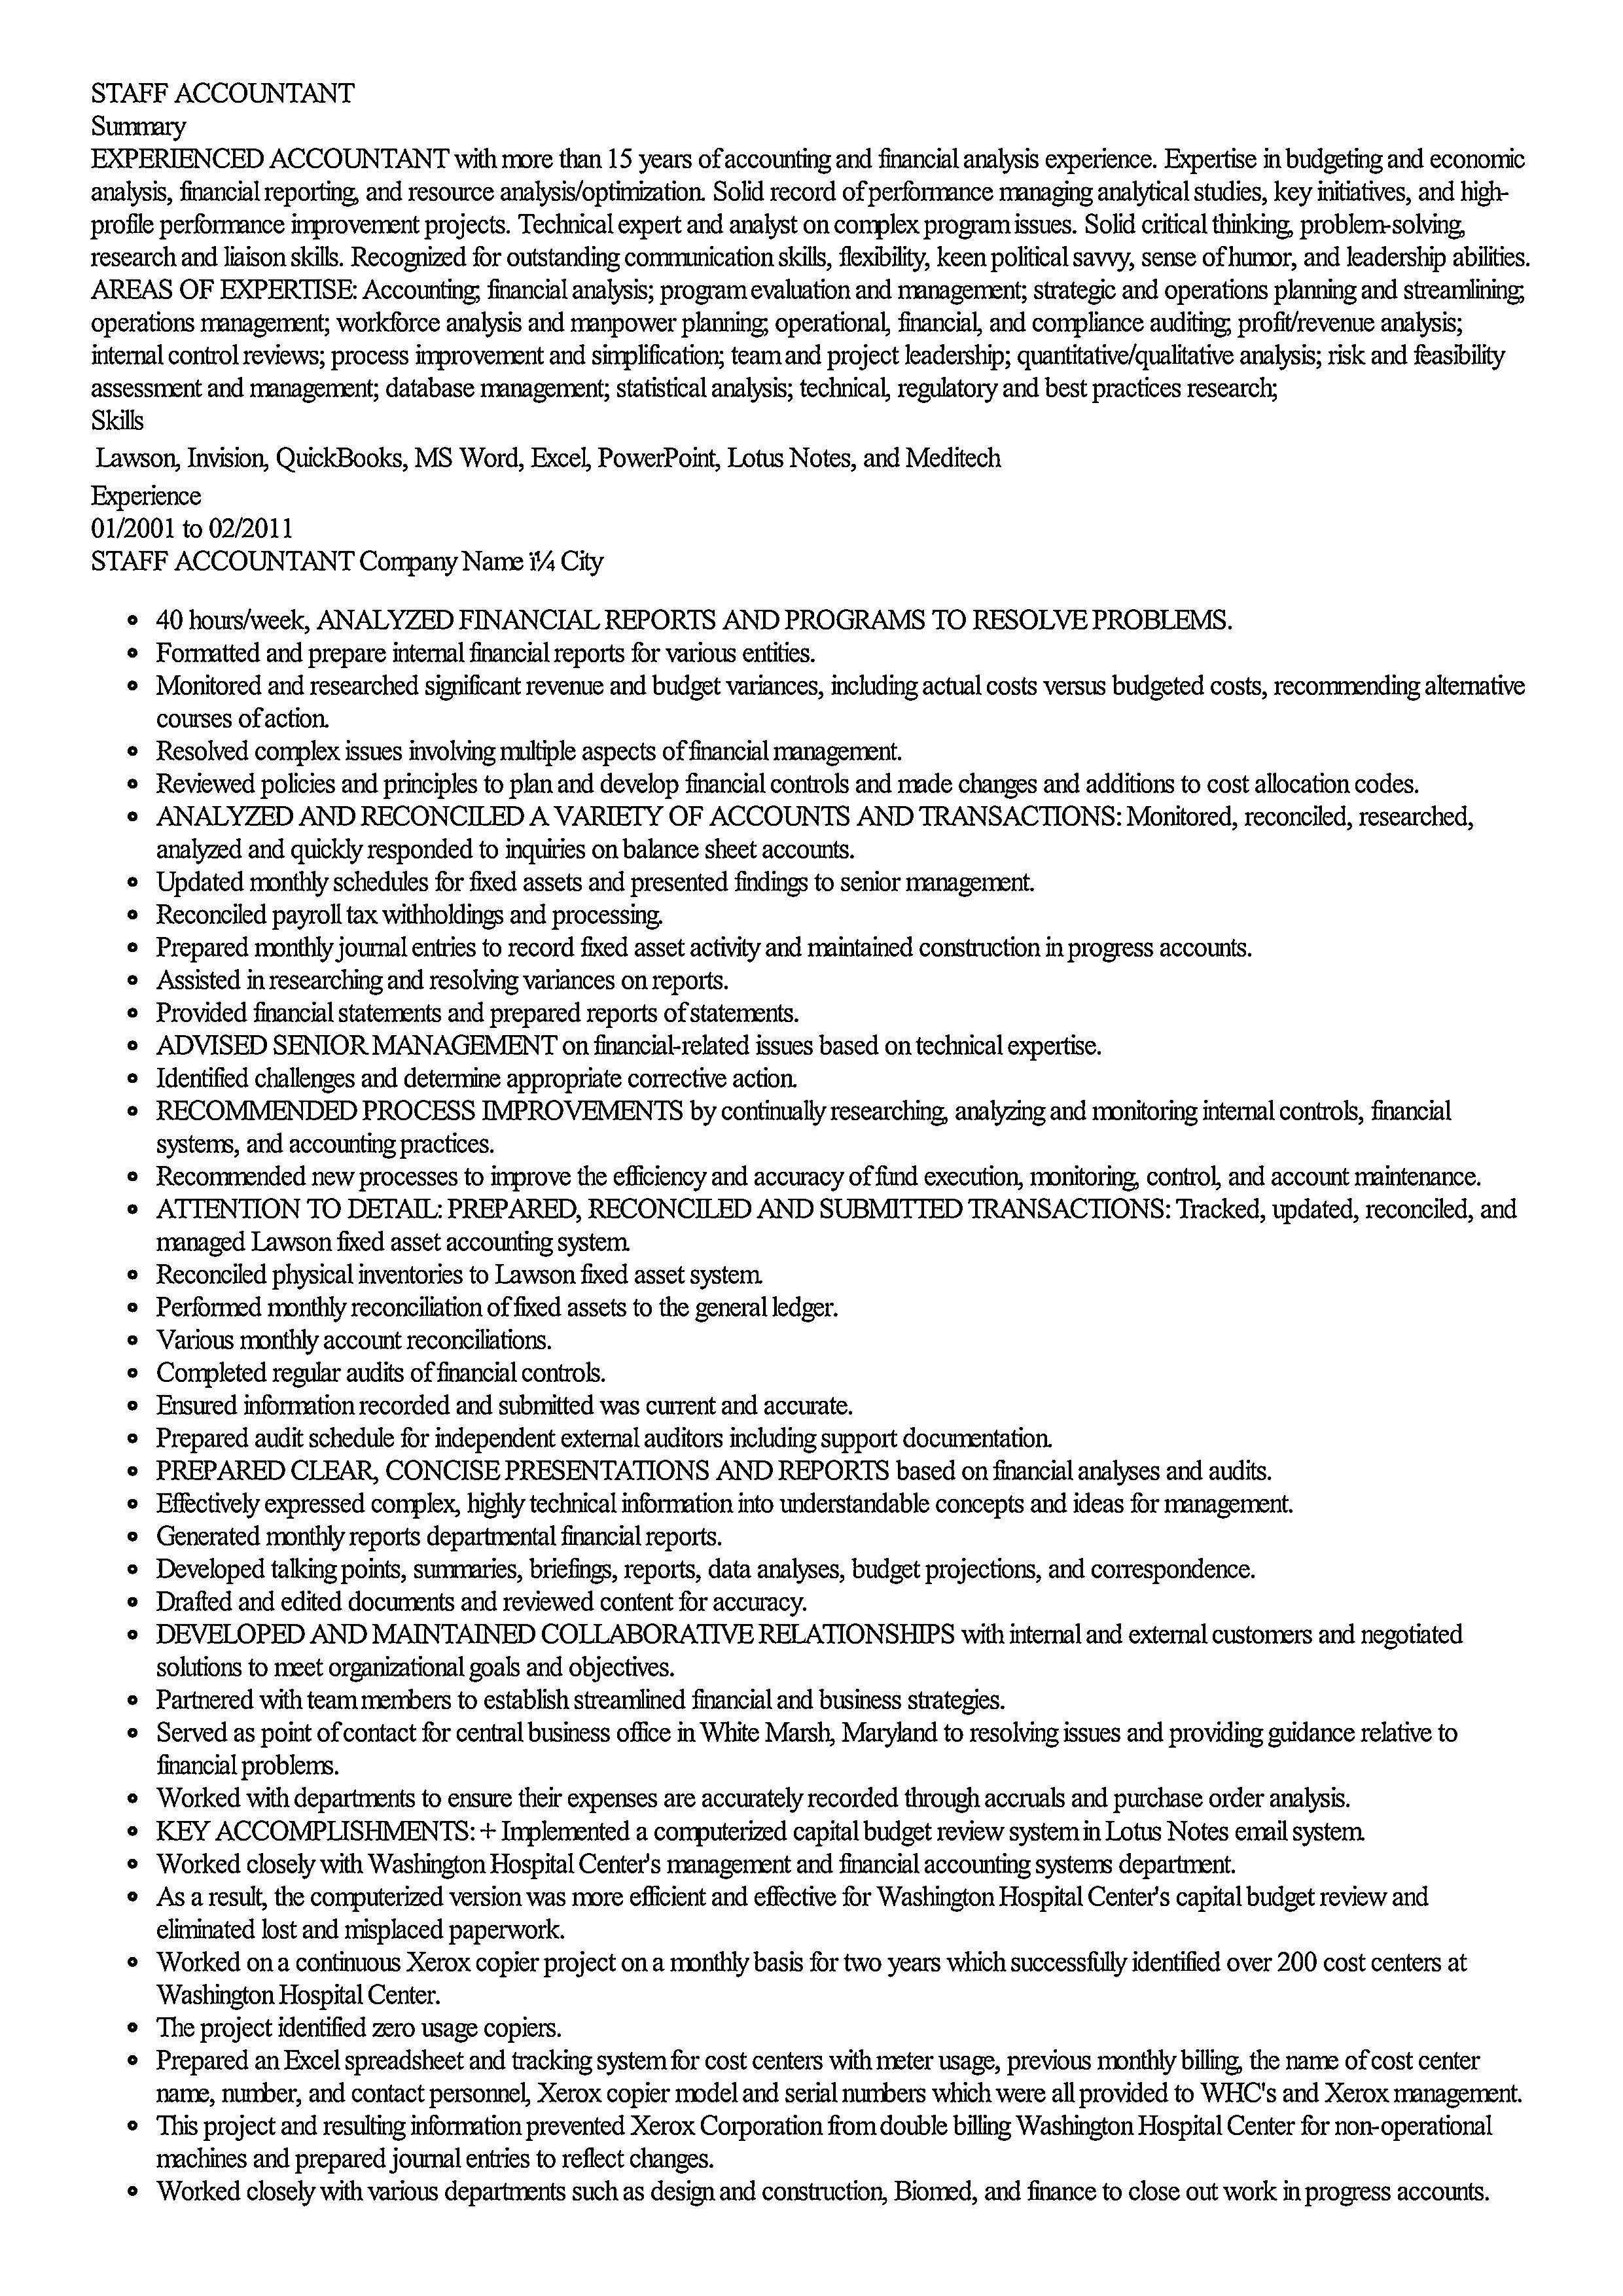 STAFF ACCOUNTANT
Summary
EXPERIENCED ACCOUNTANT with more than 15 years of accounting and financial analysis experience. Expertise in budgeting and economic
analysis, financial reporting, and resource analysis/optimization. Solid record of performance managing analytical studies, key initiatives, and high-
profile performance improvement projects. Technical expert and analyst on complex program issues. Solid critical thinking, problem-solving,
research and liaison skills. Recognized for outstanding communication skills, flexibility, keen political savvy, sense of humor, and leadership abilities.
AREAS OF EXPERTISE: Accounting; financial analysis; program evaluation and management; strategic and operations planning and streamlining;
operations management; workforce analysis and manpower planning; operational, financial, and compliance auditing; profit/revenue analysis;
internal control reviews; process improvement and simplification; team and project leadership; quantitative/qualitative analysis; risk and feasibility
assessment and management; database management; statistical analysis; technical, regulatory and best practices research;
Skills
Lawson, Invision, QuickBooks, MS Word, Excel, PowerPoint, Lotus Notes, and Meditech
Experience
01/2001 to 02/2011
STAFF ACCOUNTANT Company Name ï¼ City
• 40 hours/week, ANALYZED FINANCIAL REPORTS AND PROGRAMS TO RESOLVE PROBLEMS.
• Formatted and prepare internal financial reports for various entities.
• Monitored and researched significant revenue and budget variances, including actual costs versus budgeted costs, recommending alternative
courses of action.
• Resolved complex issues involving multiple aspects of financial management.
• Reviewed policies and principles to plan and develop financial controls and made changes and additions to cost allocation codes.
• ANALYZED AND RECONCILED A VARIETY OF ACCOUNTS AND TRANSACTIONS: Monitored, reconciled, researched,
analyzed and quickly responded to inquiries on balance sheet accounts.
• Updated monthly schedules for fixed assets and presented findings to senior management.
• Reconciled payroll tax withholdings and processing.
• Prepared monthly journal entries to record fixed asset activity and maintained construction in progress accounts.
• Assisted in researching and resolving variances on reports.
• Provided financial statements and prepared reports of statements.
• ADVISED SENIOR MANAGEMENT on financial-related issues based on technical expertise.
• Identified challenges and determine appropriate corrective action.
• RECOMMENDED PROCESS IMPROVEMENTS by continually researching, analyzing and monitoring internal controls, financial
systems, and accounting practices.
• Recommended new processes to improve the efficiency and accuracy of fund execution, monitoring, control, and account maintenance.
• ATTENTION TO DETAIL: PREPARED, RECONCILED AND SUBMITTED TRANSACTIONS: Tracked, updated, reconciled, and
managed Lawson fixed asset accounting system.
• Reconciled physical inventories to Lawson fixed asset system.
• Performed monthly reconciliation of fixed assets to the general ledger.
• Various monthly account reconciliations.
• Completed regular audits of financial controls.
• Ensured information recorded and submitted was current and accurate.
• Prepared audit schedule for independent external auditors including support documentation.
• PREPARED CLEAR, CONCISE PRESENTATIONS AND REPORTS based on financial analyses and audits.
• Effectively expressed complex, highly technical information into understandable concepts and ideas for management.
• Generated monthly reports departmental financial reports.
• Developed talking points, summaries, briefings, reports, data analyses, budget projections, and correspondence.
• Drafted and edited documents and reviewed content for accuracy.
• DEVELOPED AND MAINTAINED COLLABORATIVE RELATIONSHIPS with internal and external customers and negotiated
solutions to meet organizational goals and objectives.
• Partnered with team members to establish streamlined financial and business strategies.
• Served as point of contact for central business office in White Marsh, Maryland to resolving issues and providing guidance relative to
financial problems.
• Worked with departments to ensure their expenses are accurately recorded through accruals and purchase order analysis.
• KEY ACCOMPLISHMENTS: + Implemented a computerized capital budget review system in Lotus Notes email system.
• Worked closely with Washington Hospital Center's management and financial accounting systems department.
• As a result, the computerized version was more efficient and effective for Washington Hospital Center's capital budget review and
eliminated lost and misplaced paperwork.
• Worked on a continuous Xerox copier project on a monthly basis for two years which successfully identified over 200 cost centers at
Washington Hospital Center.
• The project identified zero usage copiers.
• Prepared an Excel spreadsheet and tracking system for cost centers with meter usage, previous monthly billing, the name of cost center
name, number, and contact personnel, Xerox copier model and serial numbers which were all provided to WHC's and Xerox management.
• This project and resulting information prevented Xerox Corporation from double billing Washington Hospital Center for non-operational
machines and prepared journal entries to reflect changes.
• Worked closely with various departments such as design and construction, Biomed, and finance to close out work in progress accounts.